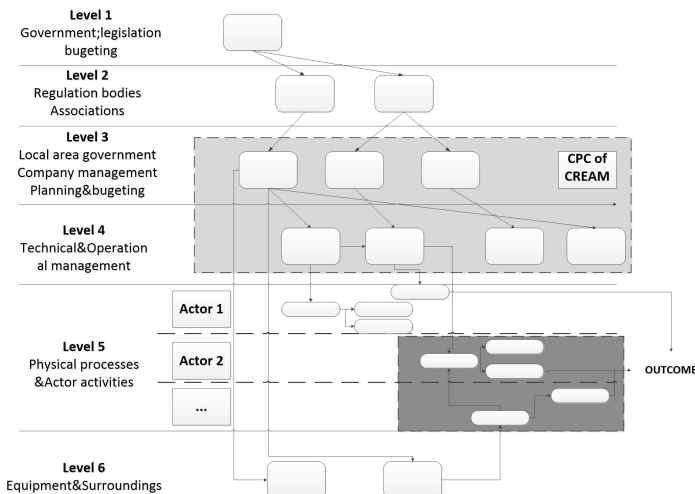 Level 1
Government;legislation
bugeting
Level 2
Regulation bodies
Associations
Level 3
Local area government
Company management
Planning&bugeting
CPC of
CREAM
Level 4
Technical&Operation
al management
Actor 1
Level 5
Physical processes
&Actor activities
Actor 2
OUTCOME
...
Level 6
Equipment&Surroundings